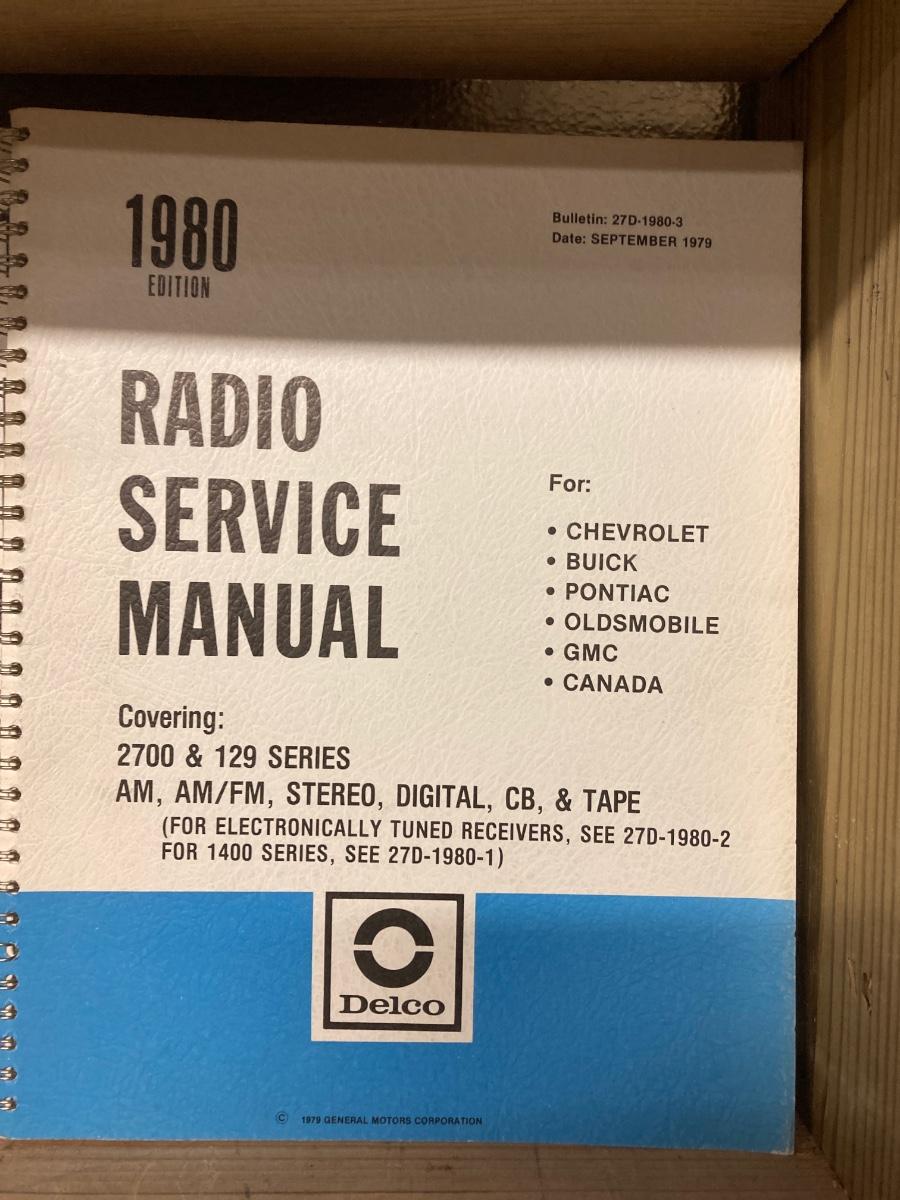 1980
EDITION
Bulletin: 27D-1980-3
Date: SEPTEMBER 1979
RADIO
SERVICE
MANUAL
For:
• CHEVROLET
• BUICK
• PONTIAC
• OLDSMOBILE
• GMC
• CANADA
Covering:
2700 & 129 SERIES
AM, AM/FM, STEREO, DIGITAL, CB, & TAPE
(FOR ELECTRONICALLY TUNED RECEIVERS, SEE 27D-1980-2
FOR 1400 SERIES, SEE 27D-1980-1)
Delco
© 1979 GENERAL MOTORS CORPORATION